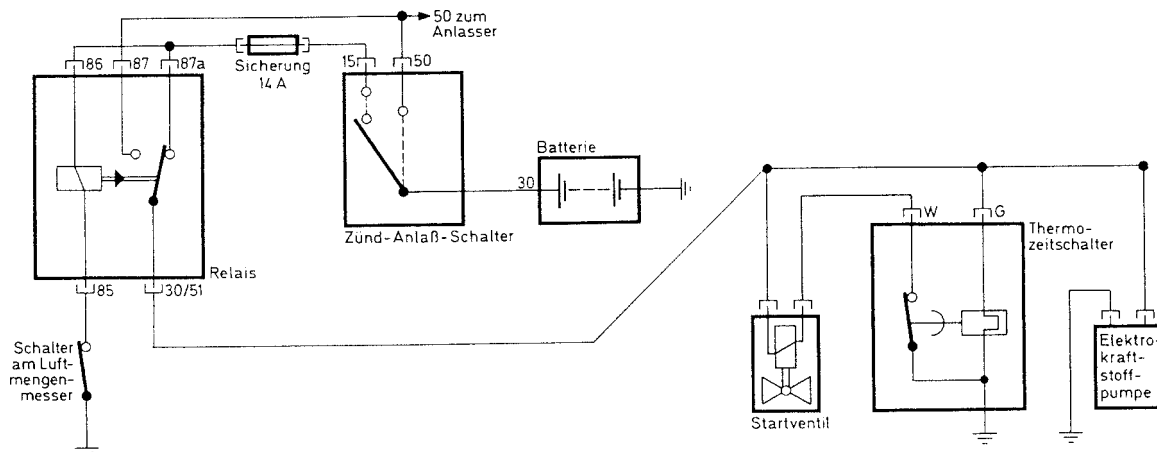 50 zum
Anlasser
86
87
87a
Sicherung
14 A
15
50
Batterie
30
Zünd-Anlaß-Schalter
Relais
85
30/51
Schalter
am Luft-
mengen-
messer
W
G
Thermo-
zeitschalter
Startventil
Elektro-
kraft-
stoff-
pumpe